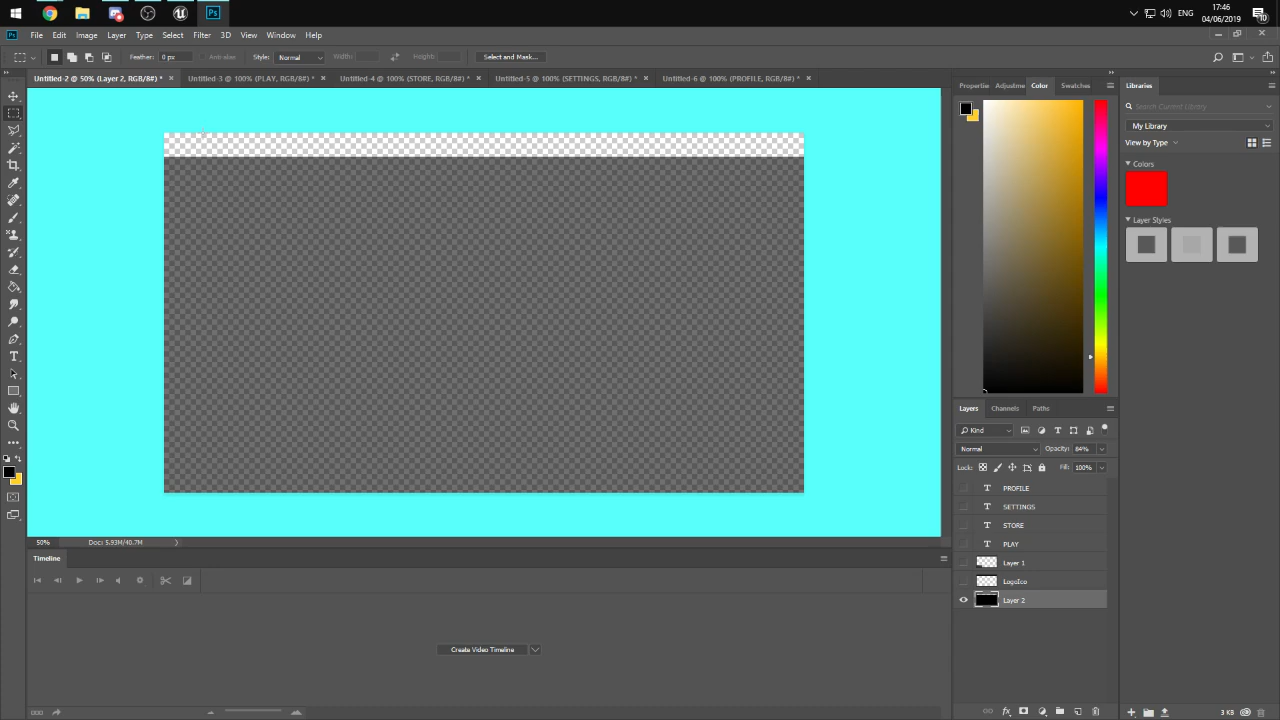 ENG
17:46
04/06/2019
10
Ps
File Edit Image Layer Type Select Filter 3D View Window Help
Feather: 0 px Anti-alias Style: Normal Width: Height: Select and Mask...
Untitled-2 @ 50% (Layer 2, RGB/8#) * × Untitled-3 @ 100% (PLAY, RGB/8#) * × Untitled-4 @ 100% (STORE, RGB/8#) * × Untitled-5 @ 100% (SETTINGS, RGB/8#) * × Untitled-6 @ 100% (PROFILE, RGB/8#) * ×
Propertie Adjustme Color Swatches
Libraries
Search Current Library
My Library
View by Type
Colors
Layer Styles
Layers Channels Paths
Kind
Normal Opacity: 84%
Lock: Fill: 100%
PROFILE
SETTINGS
STORE
PLAY
Layer 1
LogoIco
Layer 2
50% Doc: 5.93M/40.7M
Timeline
Create Video Timeline
fx
3 KB